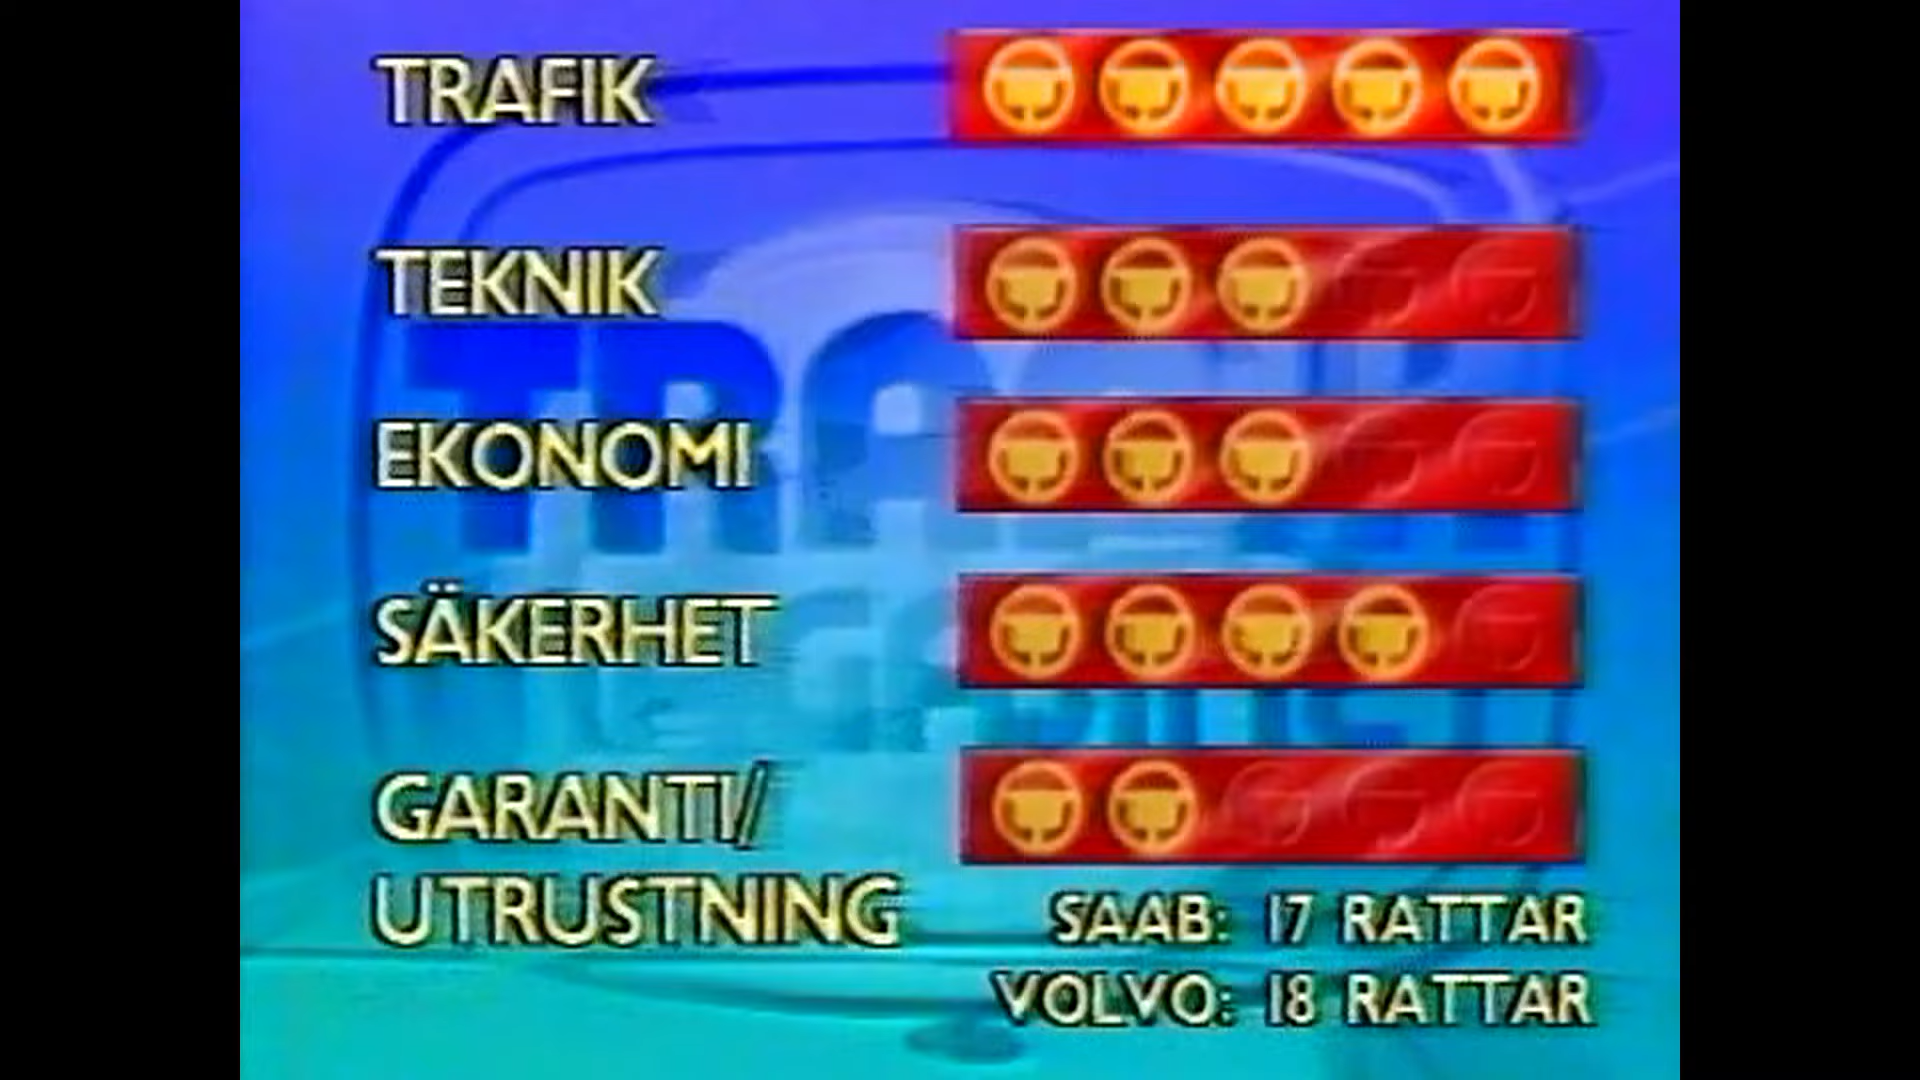 TRAFIK
TEKNIK
EKONOMI
SÄKERHET
GARANTI/
UTRUSTNING
SAAB: 17 RATTAR
VOLVO: 18 RATTAR